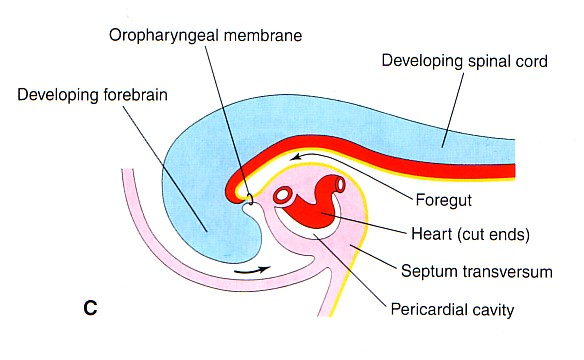 Oropharyngeal membrane
Developing spinal cord
Developing forebrain
Foregut
Heart (cut ends)
Septum transversum
Pericardial cavity
C